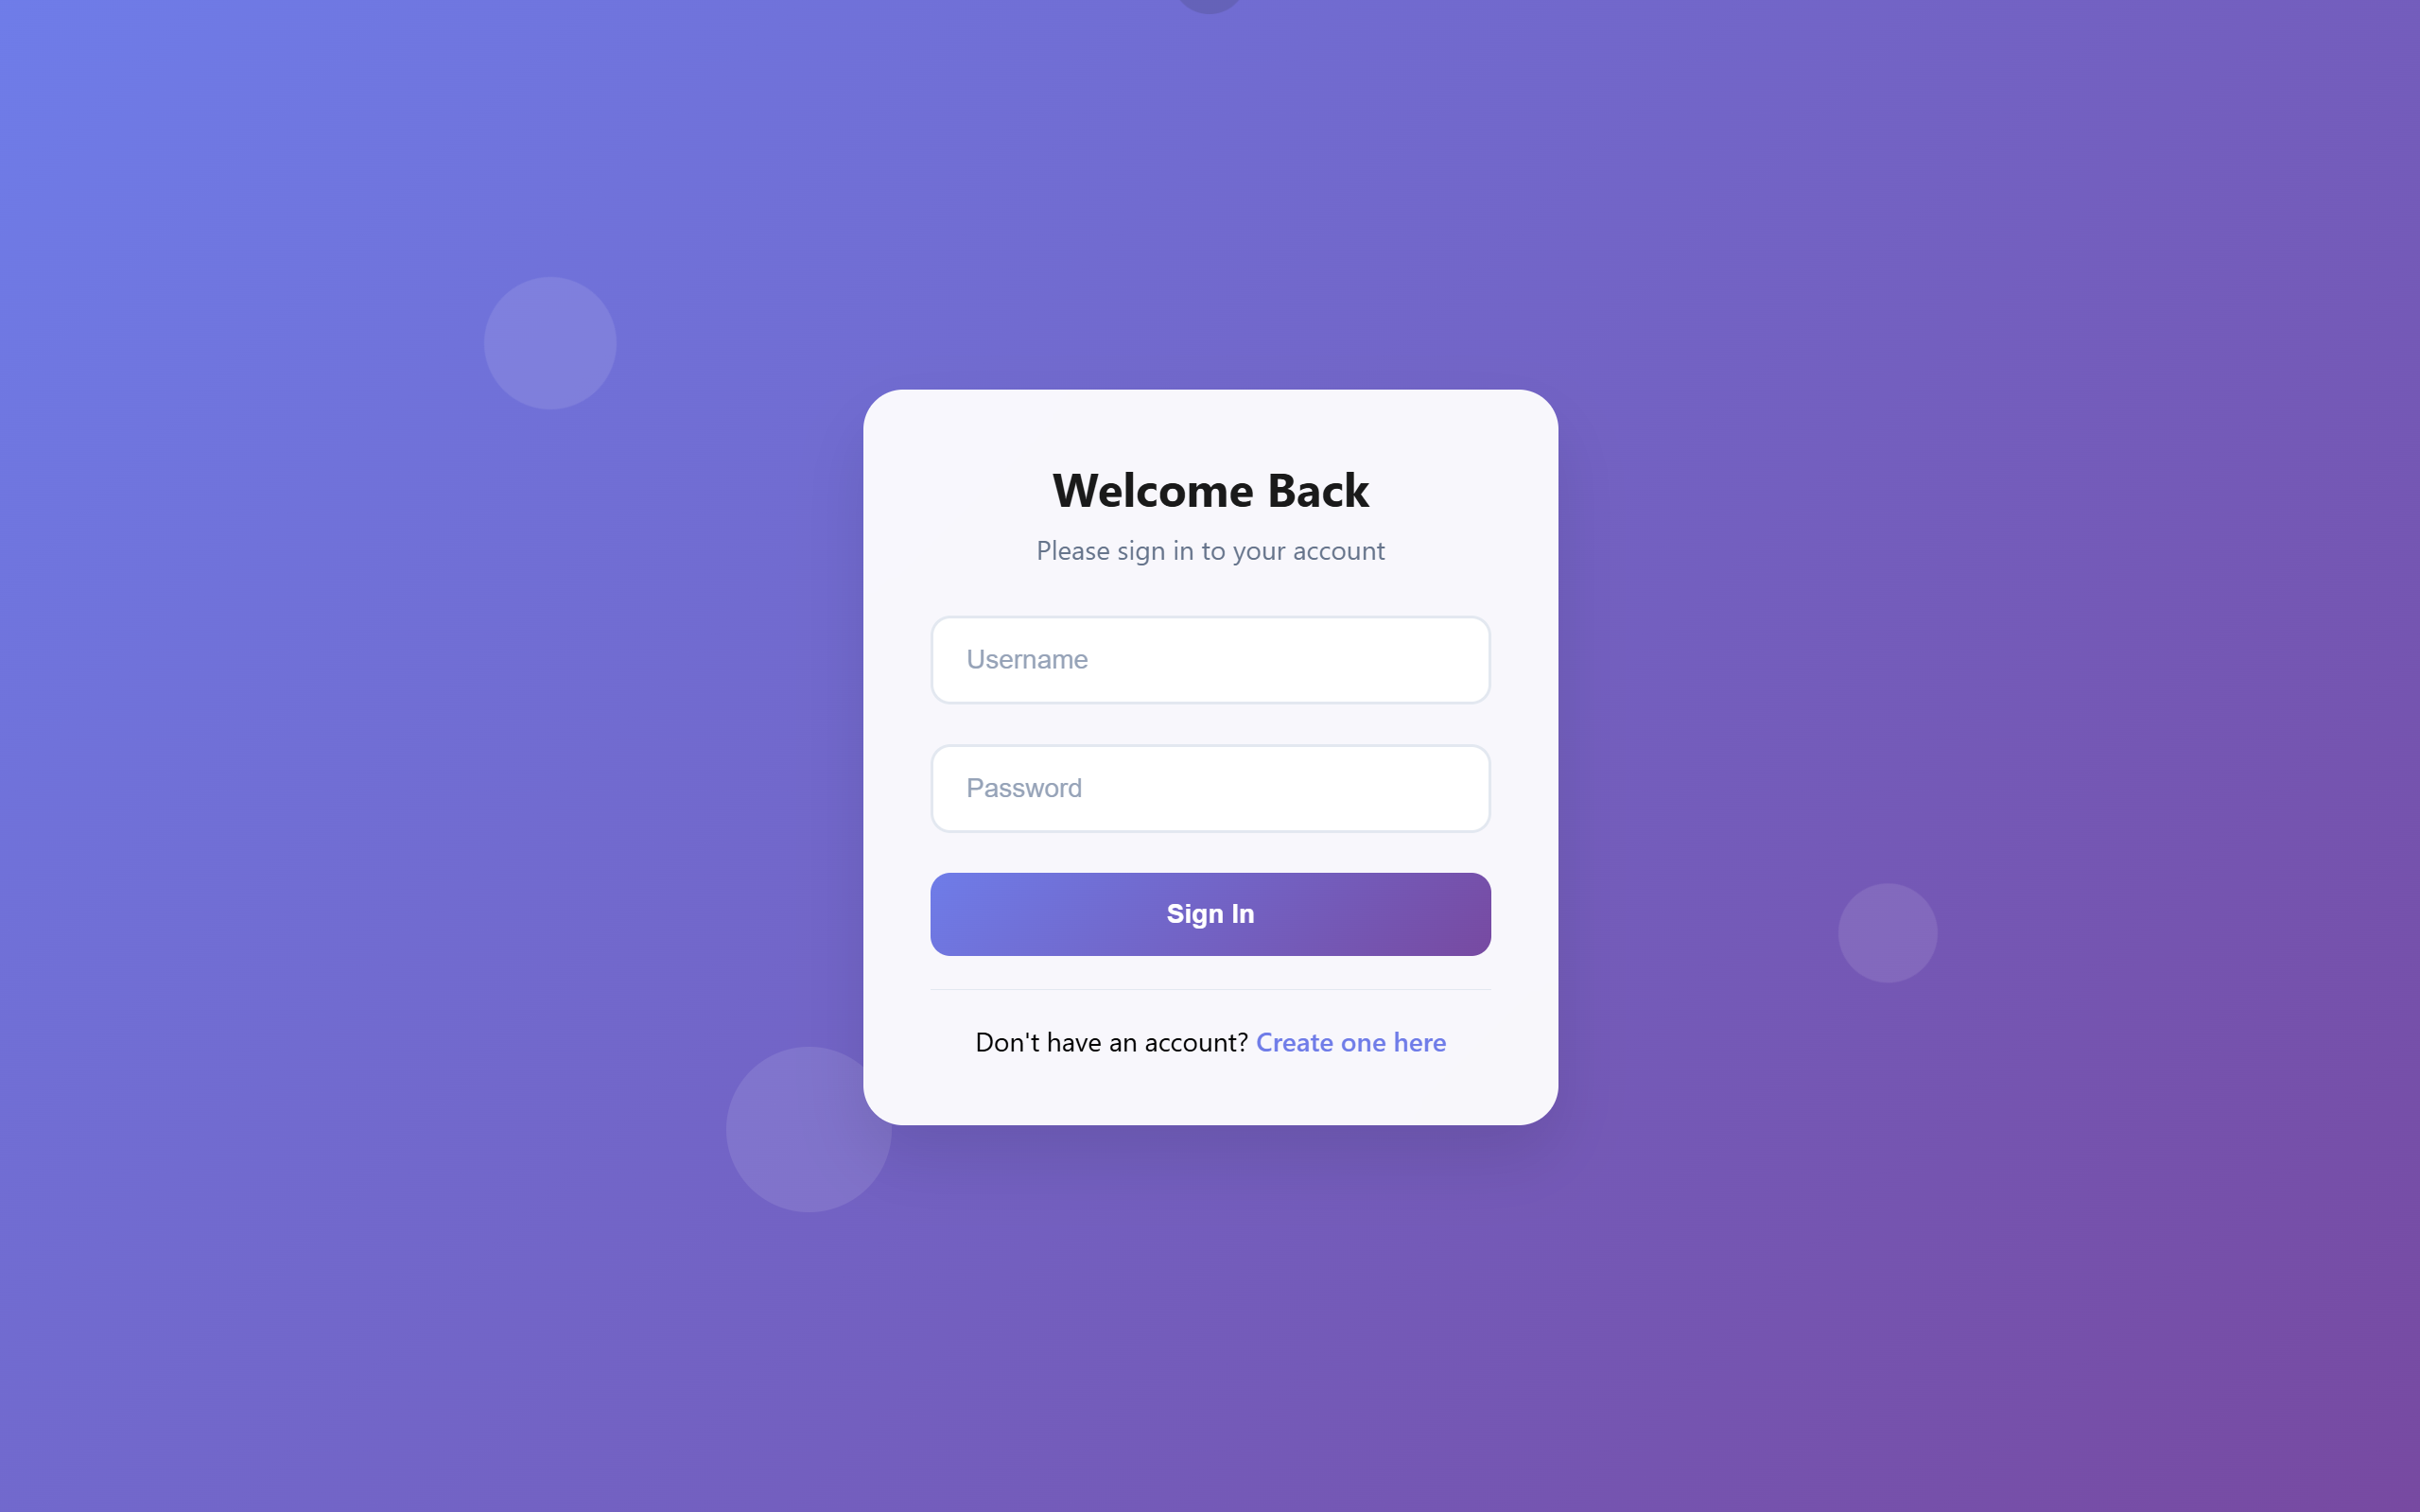 Welcome Back
Please sign in to your account
Username
Password
Sign In
Don't have an account? Create one here